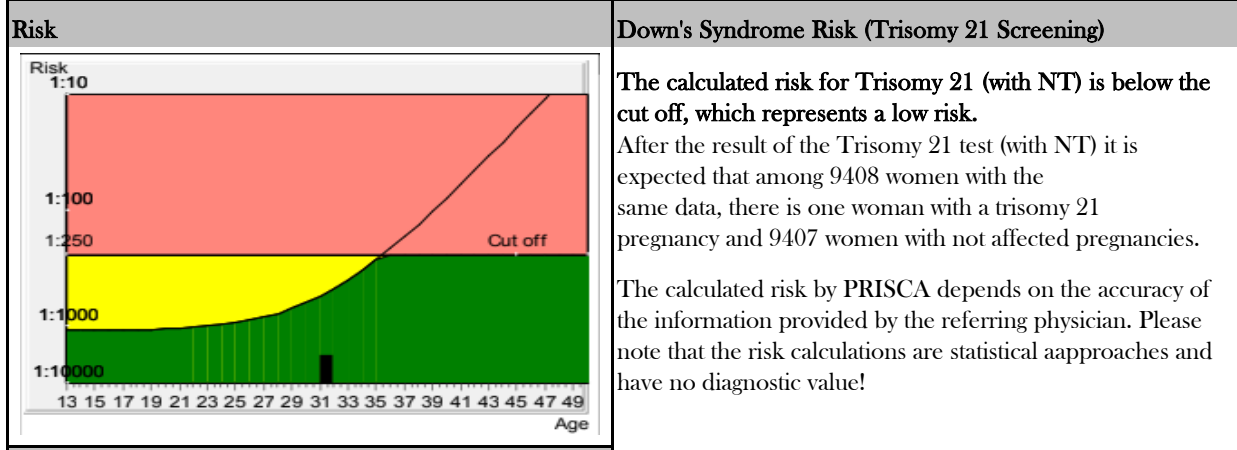 Risk
Risk
1:10
1:100
1:250
Cut off
1:1000
1:10000
13 15 17 19 21 23 25 27 29 31 33 35 37 39 41 43 45 47 49
Age
Down's Syndrome Risk (Trisomy 21 Screening)
The calculated risk for Trisomy 21 (with NT) is below the
cut off, which represents a low risk.
After the result of the Trisomy 21 test (with NT) it is
expected that among 9408 women with the
same data, there is one woman with a trisomy 21
pregnancy and 9407 women with not affected pregnancies.
The calculated risk by PRISCA depends on the accuracy of
the information provided by the referring physician. Please
note that the risk calculations are statistical aapproaches and
have no diagnostic value!